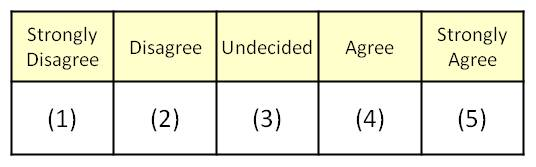 Strongly Disagree
Disagree
Undecided
Agree
Strongly Agree
(1)
(2)
(3)
(4)
(5)